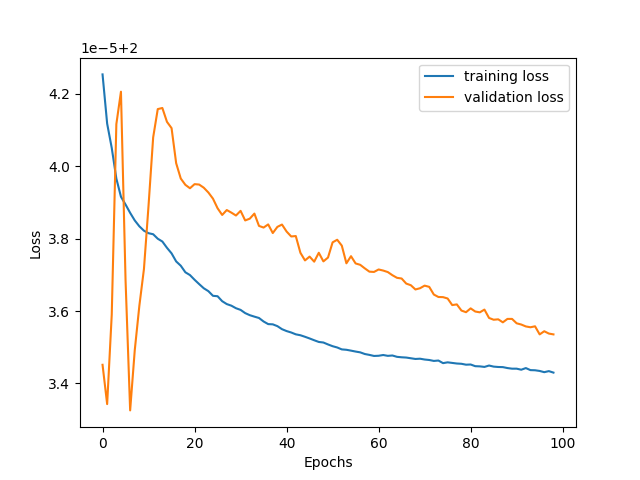 1e−5+2
training loss
validation loss
4.2
4.0
3.8
3.6
3.4
Loss
0
20
40
60
80
100
Epochs